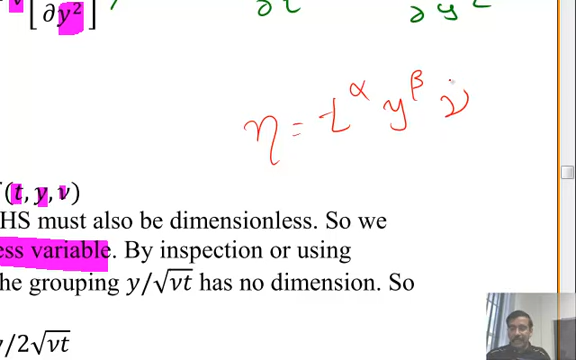 [∂y²]
∂t
∂y²
η = t^α y^β ν
(t, y, ν)
HS must also be dimensionless. So we
ess variable. By inspection or using
he grouping y/√νt has no dimension. So
/2√νt